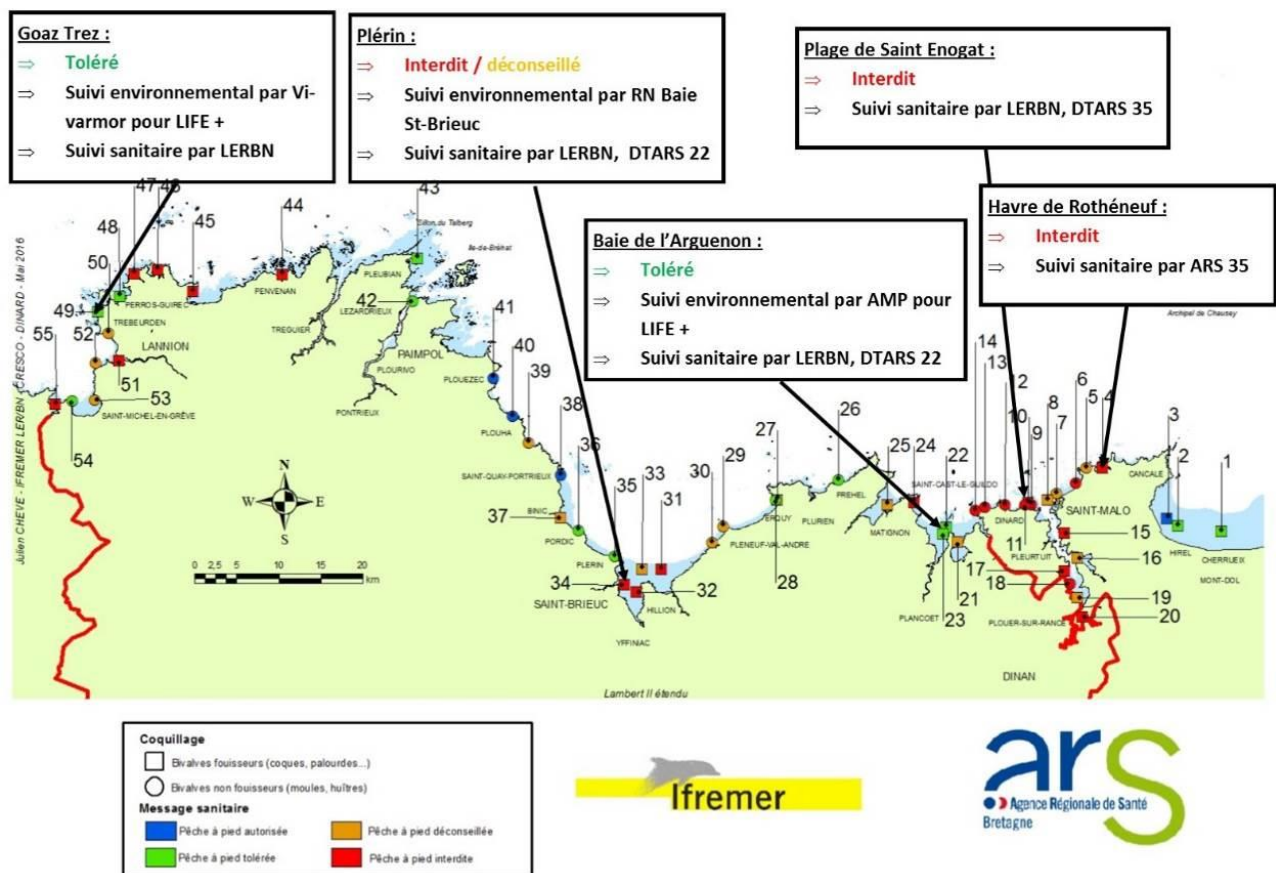 Goaz Trez :
⇒ Toléré
⇒ Suivi environnemental par Vi-
varmor pour LIFE +
⇒ Suivi sanitaire par LERBN
Plérin :
⇒ Interdit / déconseillé
⇒ Suivi environnemental par RN Baie
St-Brieuc
⇒ Suivi sanitaire par LERBN, DTARS 22
Plage de Saint Enogat :
⇒ Interdit
⇒ Suivi sanitaire par LERBN, DTARS 35
Havre de Rothéneuf :
⇒ Interdit
⇒ Suivi sanitaire par ARS 35
Baie de l'Arguenon :
⇒ Toléré
⇒ Suivi environnemental par AMP pour
LIFE +
⇒ Suivi sanitaire par LERBN, DTARS 22
Julien CHEVE - IFREMER LER/BN - CRESCO - DINARD - Mai 2016
47
46
48
45
44
43
50
49
52
55
51
53
54
42
41
40
39
38
36
37
35
33
31
34
32
30
29
27
28
26
25
24
22
23
21
14
13
12
10
9
11
8
7
6
5
4
3
2
1
15
16
17
18
19
20
Sillon du Talberg
Ile-de-Bréhat
Archipel de Chausey
PERROS-GUIREC
TREBEURDEN
LANNION
SAINT-MICHEL-EN-GRÈVE
PENVENAN
TREGUIER
PLEUBIAN
LEZARDRIEUX
PAIMPOL
PLOURIVO
PONTRIEUX
PLOUEZEC
PLOUHA
SAINT-QUAY-PORTRIEUX
BINIC
PORDIC
PLERIN
SAINT-BRIEUC
HILLION
YFFINIAC
PLENEUF-VAL-ANDRE
ERQUY
PLURIEN
FREHEL
MATIGNON
SAINT-CAST-LE-GUILDO
PLANCOET
DINARD
PLEURTUIT
SAINT-MALO
CANCALE
HIREL
CHERRUEIX
MONT-DOL
PLOUER-SUR-RANCE
DINAN
N
W E
S
0 2,5 5 10 15 20
km
Lambert II étendu
Coquillage
Bivalves fouisseurs (coques, palourdes...)
Bivalves non fouisseurs (moules, huîtres)
Message sanitaire
Pêche à pied autorisée
Pêche à pied déconseillée
Pêche à pied tolérée
Pêche à pied interdite
Ifremer
ars
Agence Régionale de Santé
Bretagne